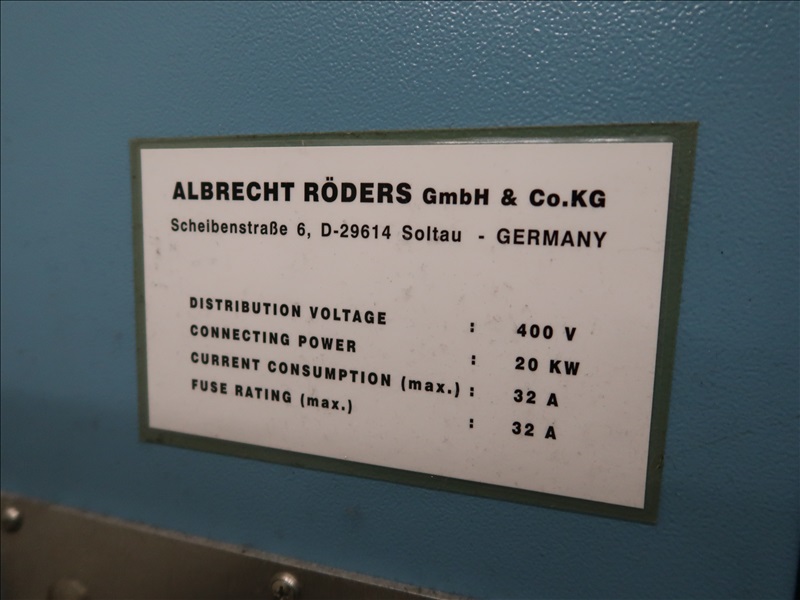 ALBRECHT RÖDERS GmbH & Co.KG
Scheibenstraße 6, D-29614 Soltau - GERMANY
DISTRIBUTION VOLTAGE : 400 V
CONNECTING POWER : 20 KW
CURRENT CONSUMPTION (max.) : 32 A
FUSE RATING (max.) : 32 A